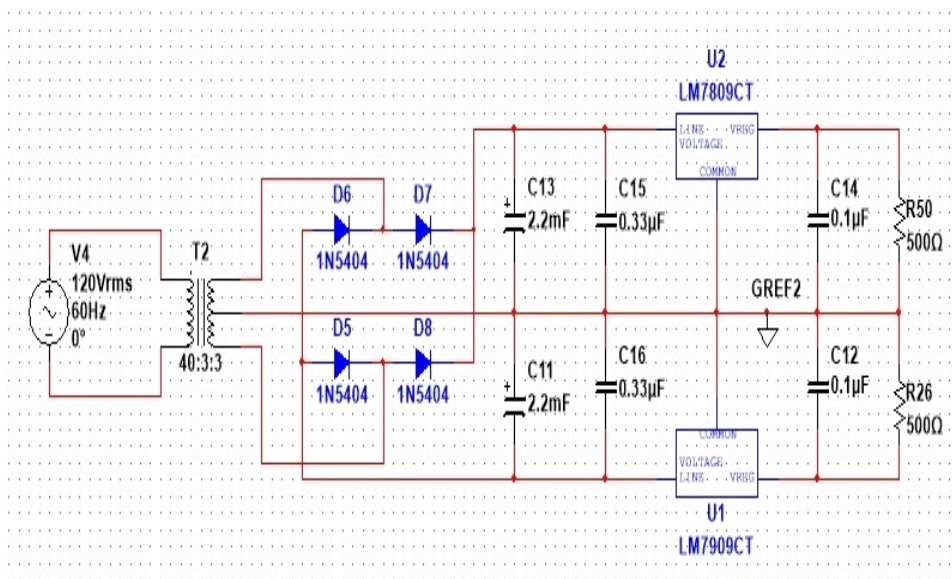 U2
LM7809CT
LINE VREG
VOLTAGE
COMMON
D6
D7
C13
2.2mF
C15
0.33µF
C14
0.1µF
R50
500Ω
1N5404
1N5404
V4
120Vrms
60Hz
0°
T2
40:3:3
GREF2
D5
D8
1N5404
1N5404
C11
2.2mF
C16
0.33µF
C12
0.1µF
R26
500Ω
COMMON
VOLTAGE
LINE VREG
U1
LM7909CT